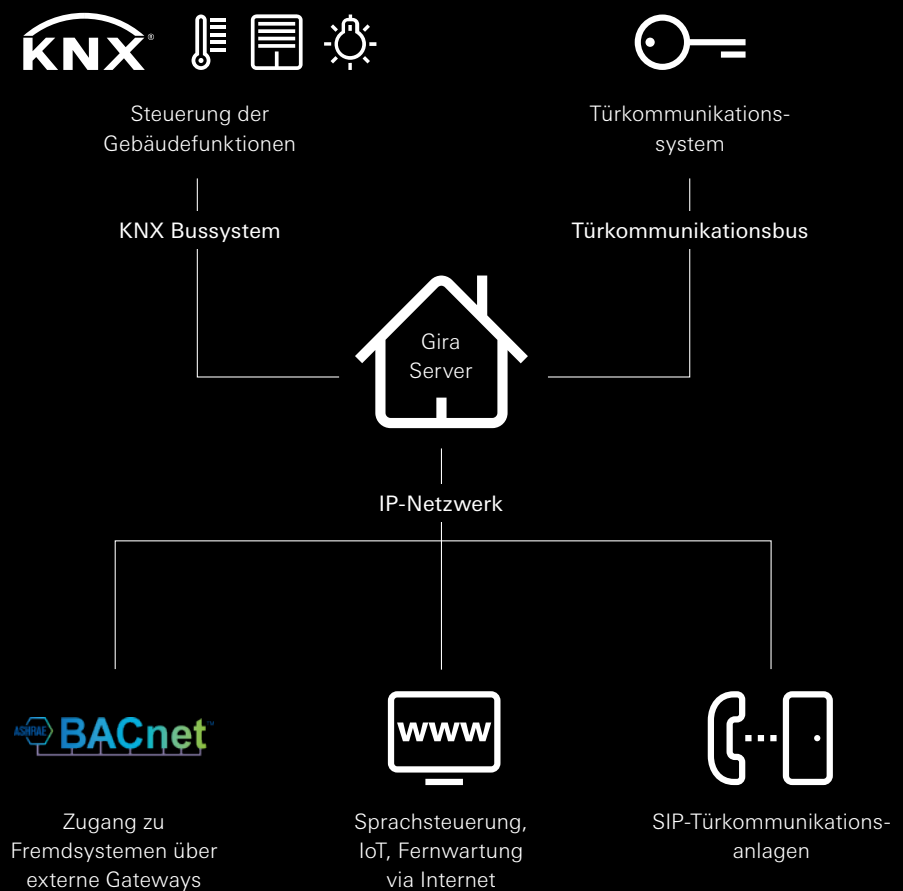 KNX®
Steuerung der
Gebäudefunktionen
Türkommunikations-
system
KNX Bussystem
Türkommunikationsbus
Gira
Server
IP-Netzwerk
ASHRAE BACnet™
www
Zugang zu
Fremdsystemen über
externe Gateways
Sprachsteuerung,
IoT, Fernwartung
via Internet
SIP-Türkommunikations-
anlagen